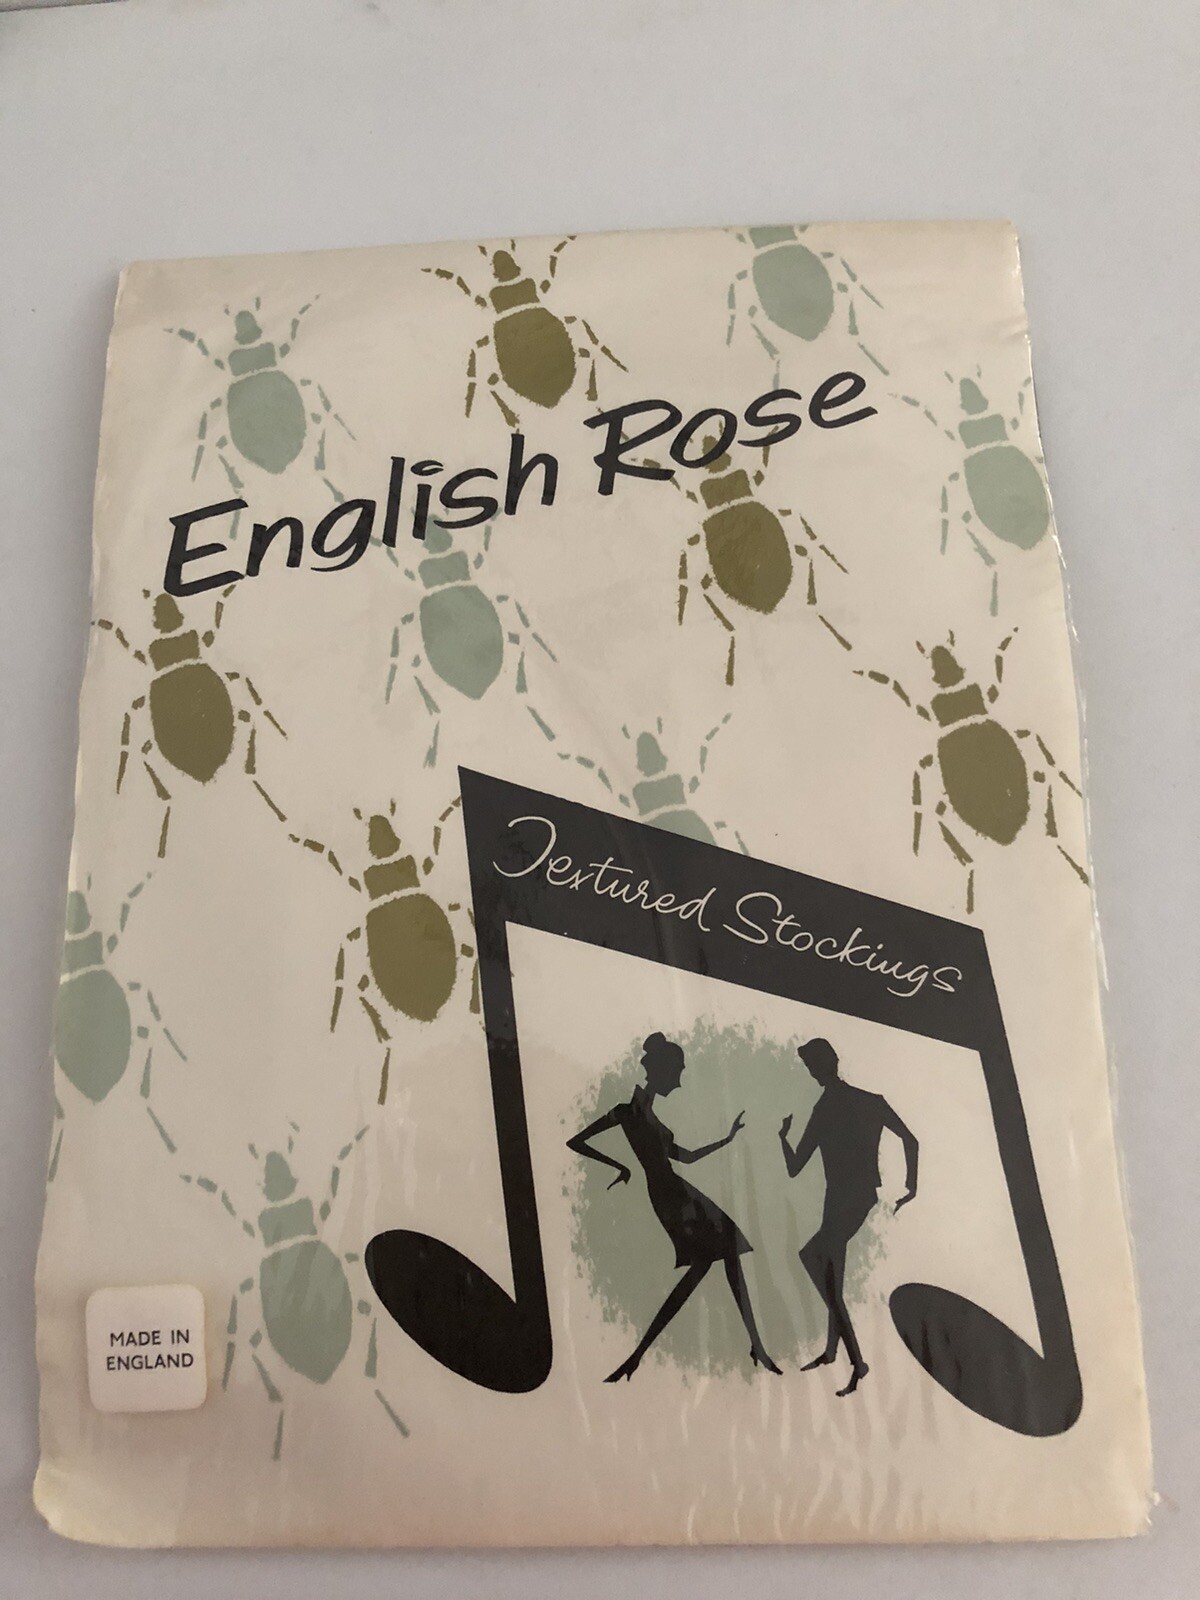 English Rose
Textured Stockings
MADE IN
ENGLAND